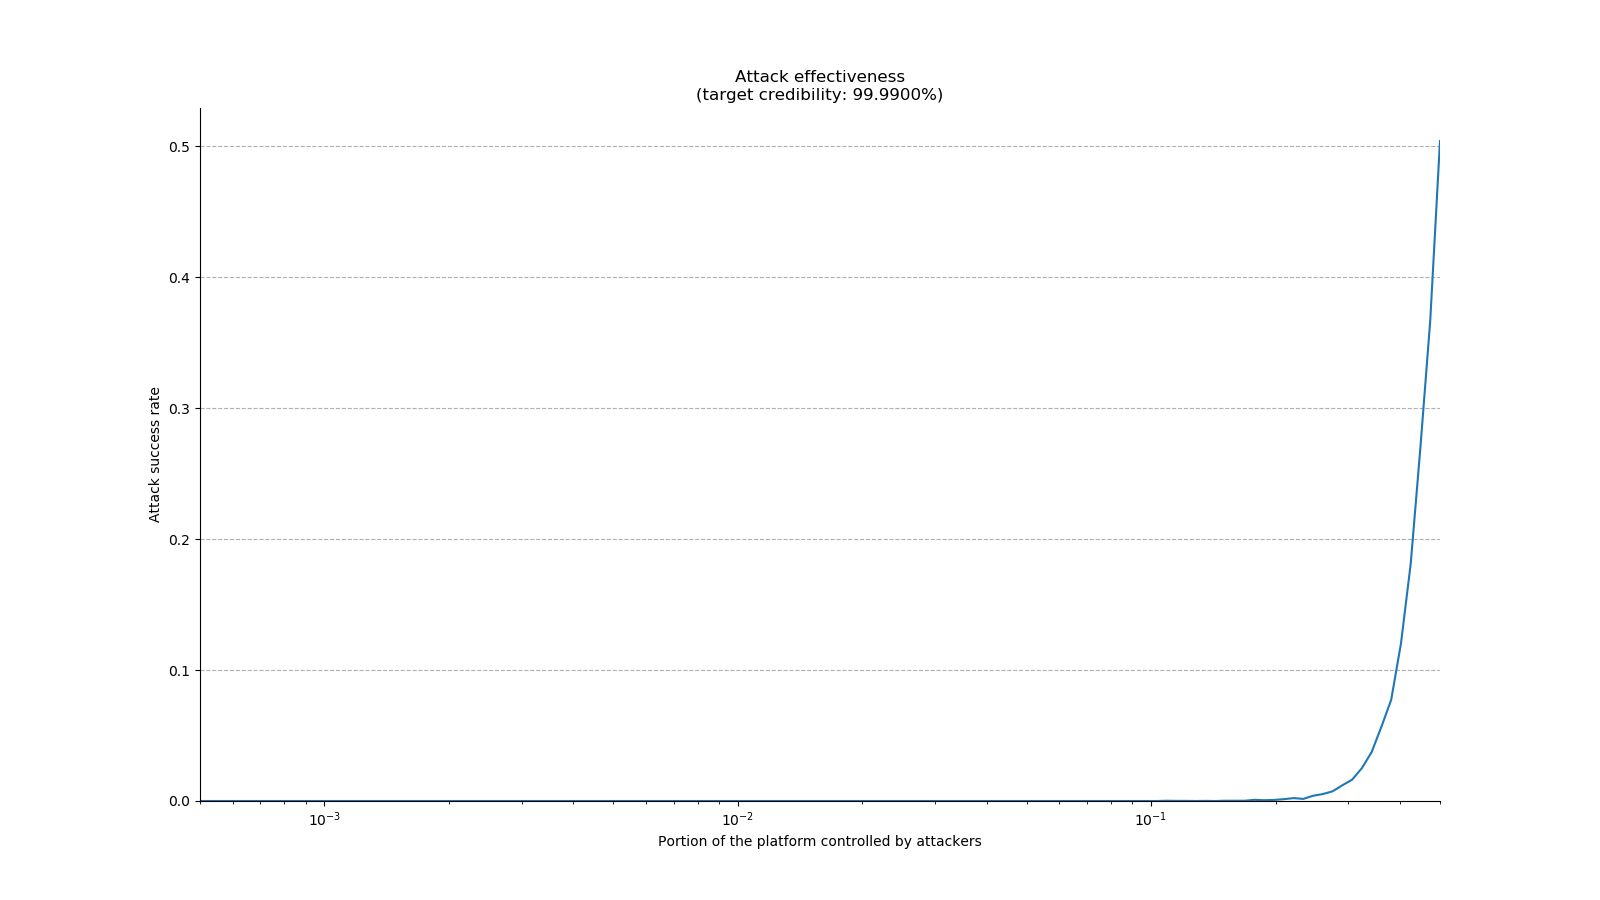 Attack effectiveness
(target credibility: 99.9900%)
0.5
0.4
0.3
0.2
0.1
0.0
Attack success rate
10⁻³ 10⁻² 10⁻¹
Portion of the platform controlled by attackers